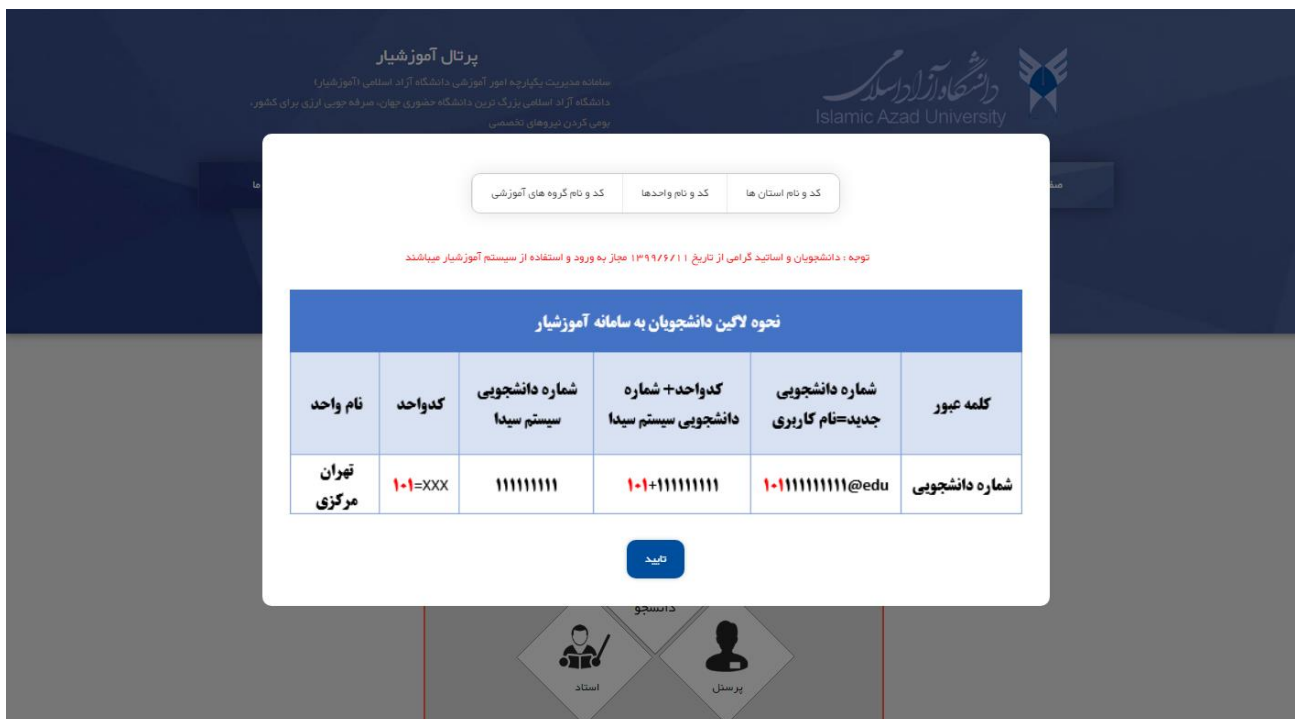 پرتال آموزشیار
سامانه مدیریت یکپارچه امور آموزشی دانشگاه آزاد اسلامی (آموزشیار)
دانشگاه آزاد اسلامی بزرگ ترین دانشگاه حضوری جهان، صرفه جویی ارزی برای کشور،
بومی کردن نیروهای تخصصی
دانشگاه آزاد اسلامی
Islamic Azad University
صف
ما
کد و نام استان ها
کد و نام واحدها
کد و نام گروه های آموزشی
توجه : دانشجویان و اساتید گرامی از تاریخ ۱۳۹۹/۶/۱۱ مجاز به ورود و استفاده از سیستم آموزشیار میباشند
نحوه لاگین دانشجویان به سامانه آموزشیار
کلمه عبور
شماره دانشجویی
جدید=نام کاربری
کدواحد+ شماره
دانشجویی سیستم سیدا
شماره دانشجویی
سیستم سیدا
کدواحد
نام واحد
شماره دانشجویی
۱۰۱۱۱۱۱۱۱۱۱۱@edu
۱۰۱+۱۱۱۱۱۱۱۱۱
۱۱۱۱۱۱۱۱۱
۱۰۱=XXX
تهران
مرکزی
تایید
دانشجو
پرسنل
استاد